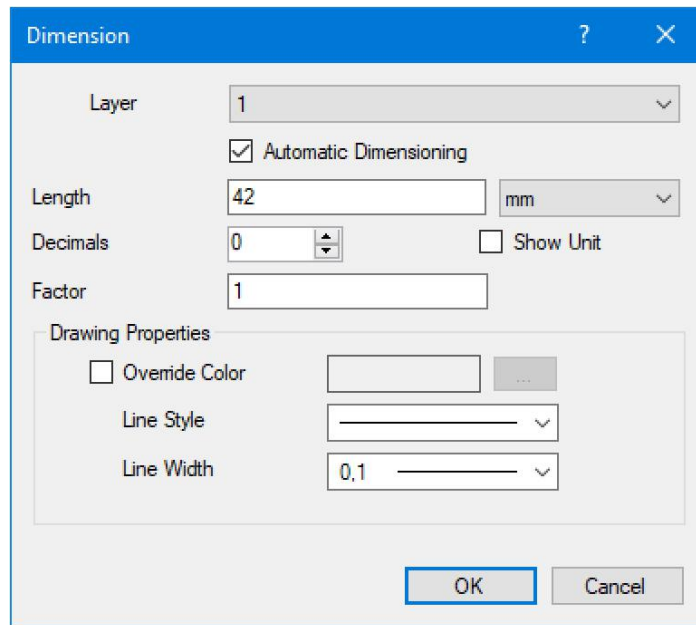 Dimension ?
Layer 1
Automatic Dimensioning
Length 42 mm
Decimals 0 Show Unit
Factor 1
Drawing Properties
Override Color ...
Line Style
Line Width 0,1
OK Cancel